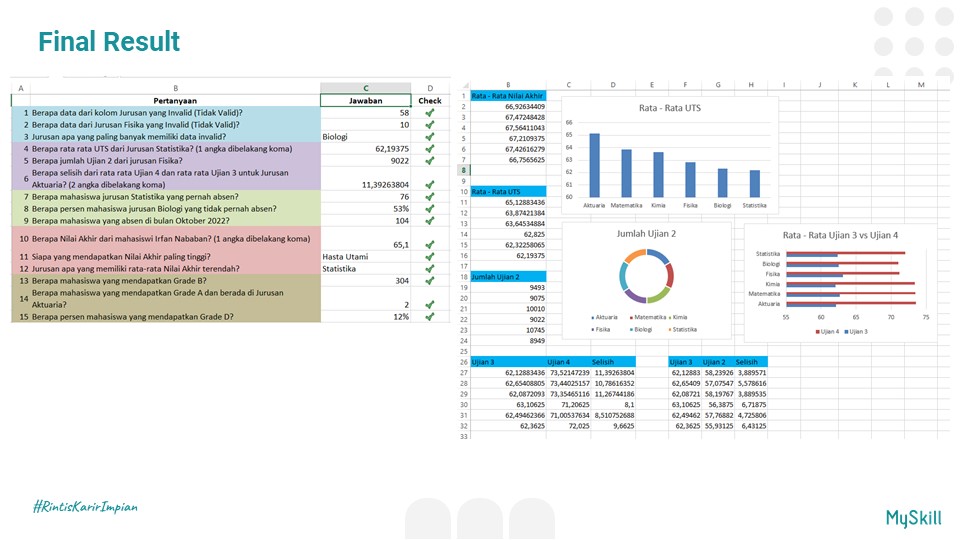 Final Result
A B C D
Pertanyaan Jawaban Check
1 Berapa data dari kolom Jurusan yang Invalid (Tidak Valid)? 58
2 Berapa data dari Jurusan Fisika yang Invalid (Tidak Valid)? 10
3 Jurusan apa yang paling banyak memiliki data invalid? Biologi
4 Berapa rata rata UTS dari Jurusan Statistika? (1 angka dibelakang koma) 62,19375
5 Berapa jumlah Ujian 2 dari jurusan Fisika? 9022
6 Berapa selisih dari rata rata Ujian 4 dan rata rata Ujian 3 untuk Jurusan
Aktuaria? (2 angka dibelakang koma) 11,39263804
7 Berapa mahasiswa jurusan Statistika yang pernah absen? 76
8 Berapa persen mahasiswa jurusan Biologi yang tidak pernah absen? 53%
9 Berapa mahasiswa yang absen di bulan Oktober 2022? 104
10 Berapa Nilai Akhir dari mahasiswi Irfan Nababan? (1 angka dibelakang koma) 65,1
11 Siapa yang mendapatkan Nilai Akhir paling tinggi? Hasta Utami
12 Jurusan apa yang memiliki rata-rata Nilai Akhir terendah? Statistika
13 Berapa mahasiswa yang mendapatkan Grade B? 304
14 Berapa mahasiswa yang mendapatkan Grade A dan berada di Jurusan
Aktuaria? 2
15 Berapa persen mahasiswa yang mendapatkan Grade D? 12%
B C D E F G H I J K L M
1 Rata - Rata Nilai Akhir
2 66,92634409
3 67,47248428
4 67,56411043
5 67,2109375
6 67,42616279
7 66,7565625
8
9
10 Rata - Rata UTS
11 65,12883436
12 63,87421384
13 63,64534884
14 62,825
15 62,32258065
16 62,19375
17
18 Jumlah Ujian 2
19 9493
20 9075
21 10010
22 9022
23 10745
24 8949
25
26 Ujian 3 Ujian 4 Selisih Ujian 3 Ujian 2 Selisih
27 62,12883436 73,52147239 11,39263804 62,12883 58,23926 3,889571
28 62,65408805 73,44025157 10,78616352 62,65409 57,07547 5,578616
29 62,0872093 73,35465116 11,26744186 62,08721 58,19767 3,889535
30 63,10625 71,20625 8,1 63,10625 56,3875 6,71875
31 62,49462366 71,00537634 8,510752688 62,49462 57,76882 4,725806
32 62,3625 72,025 9,6625 62,3625 55,93125 6,43125
33
Rata - Rata UTS
66
65
64
63
62
61
60
Aktuaria Matematika Kimia Fisika Biologi Statistika
Jumlah Ujian 2
Aktuaria Matematika Kimia
Fisika Biologi Statistika
Rata - Rata Ujian 3 vs Ujian 4
Statistika
Biologi
Fisika
Kimia
Matematika
Aktuaria
55 60 65 70 75
Ujian 4 Ujian 3
#RintisKarirImpian
MySkill